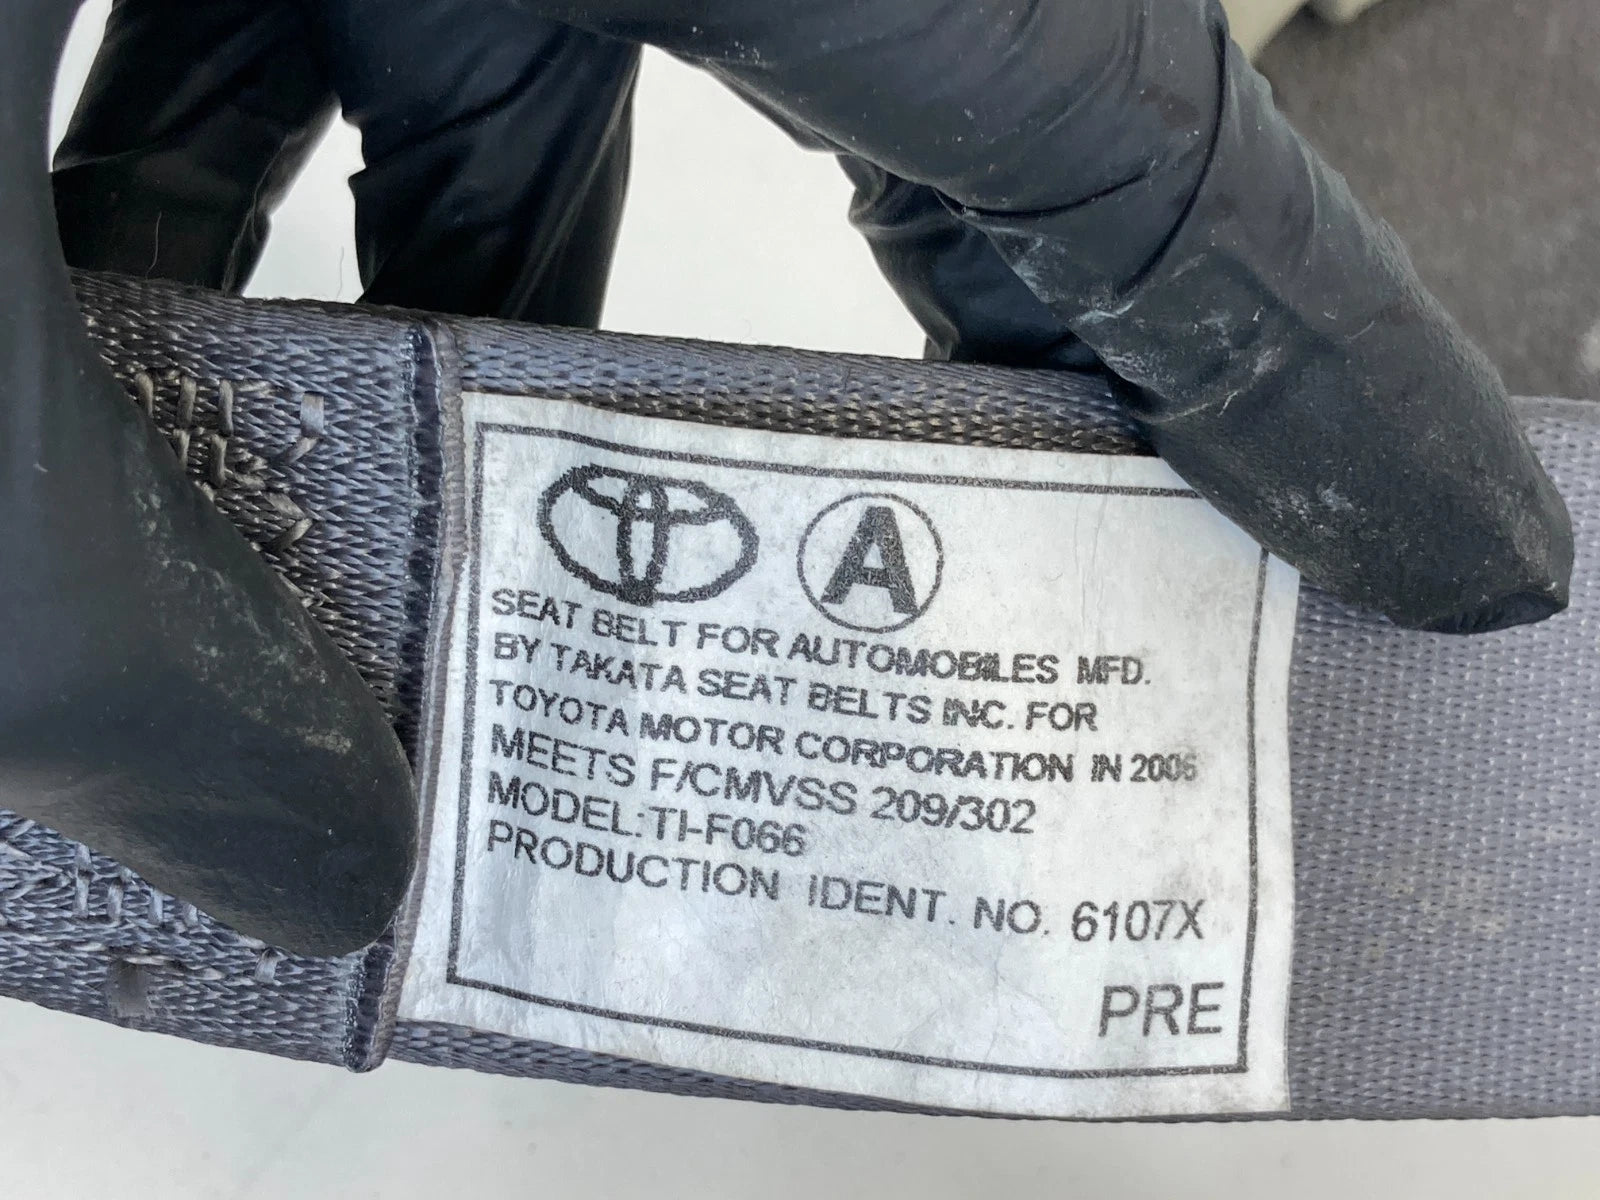 A
SEAT BELT FOR AUTOMOBILES MFD.
BY TAKATA SEAT BELTS INC. FOR
TOYOTA MOTOR CORPORATION IN 2006
MEETS F/CMVSS 209/302
MODEL:TI-F066
PRODUCTION IDENT. NO. 6107X
PRE